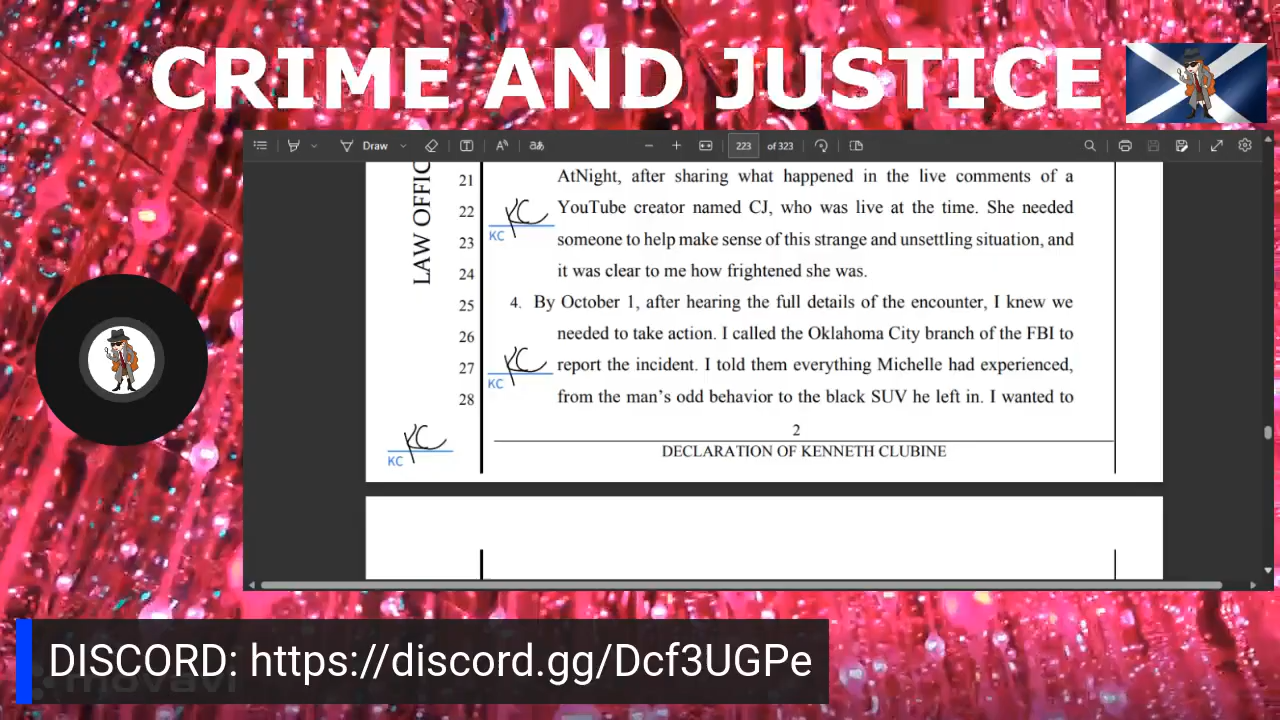 CRIME AND JUSTICE
Draw
223 of 323
LAW OFFIC
21 AtNight, after sharing what happened in the live comments of a
22 YouTube creator named CJ, who was live at the time. She needed
KC
KC
23 someone to help make sense of this strange and unsettling situation, and
24 it was clear to me how frightened she was.
25 4. By October 1, after hearing the full details of the encounter, I knew we
26 needed to take action. I called the Oklahoma City branch of the FBI to
27 report the incident. I told them everything Michelle had experienced,
KC
KC
28 from the man's odd behavior to the black SUV he left in. I wanted to
2
KC
KC
DECLARATION OF KENNETH CLUBINE
DISCORD: https://discord.gg/Dcf3UGPe
movavi